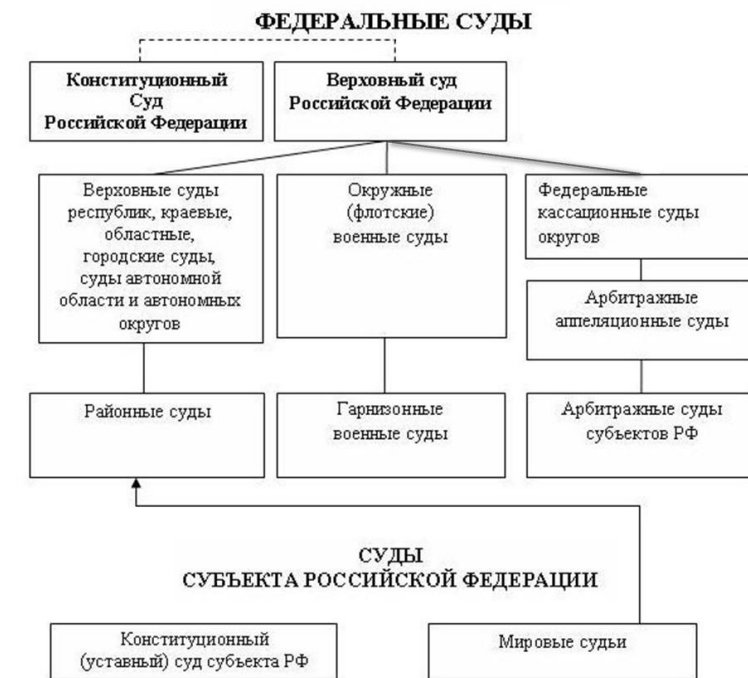 ФЕДЕРАЛЬНЫЕ СУДЫ
Конституционный
Суд
Российской Федерации
Верховный суд
Российской Федерации
Верховные суды
республик, краевые,
областные,
городские суды,
суды автономной
области и автономных
округов
Окружные
(флотские)
военные суды
Федеральные
кассационные суды
округов
Арбитражные
аппеляционные суды
Районные суды
Гарнизонные
военные суды
Арбитражные суды
субъектов РФ
СУДЫ
СУБЪЕКТА РОССИЙСКОЙ ФЕДЕРАЦИИ
Конституционный
(уставный) суд субъекта РФ
Мировые судьи